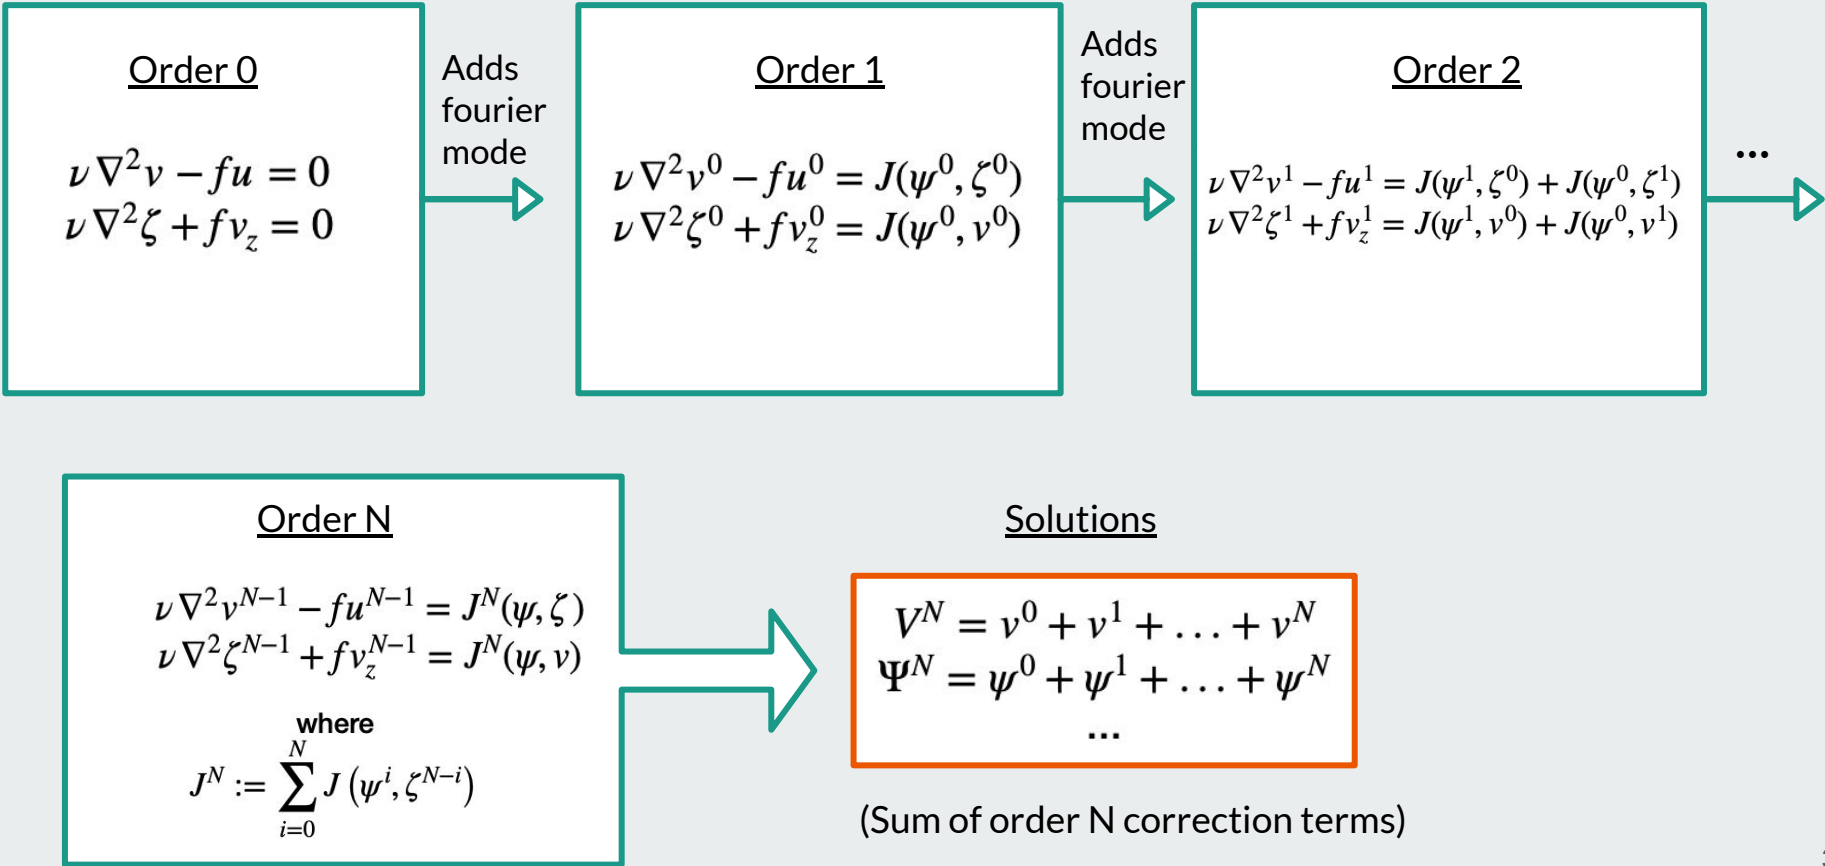 Order 0
ν∇²v − fu = 0
ν∇²ζ + fv_z = 0
Adds
fourier
mode
Order 1
ν∇²v⁰ − fu⁰ = J(ψ⁰, ζ⁰)
ν∇²ζ⁰ + fv_z⁰ = J(ψ⁰, v⁰)
Adds
fourier
mode
Order 2
ν∇²v¹ − fu¹ = J(ψ¹, ζ⁰) + J(ψ⁰, ζ¹)
ν∇²ζ¹ + fv_z¹ = J(ψ¹, v⁰) + J(ψ⁰, v¹)
...
Order N
ν∇²v^{N−1} − fu^{N−1} = J^N(ψ, ζ)
ν∇²ζ^{N−1} + fv_z^{N−1} = J^N(ψ, v)
where
J^N := ∑_{i=0}^{N} J(ψ^i, ζ^{N−i})
Solutions
V^N = v⁰ + v¹ + . . . + v^N
Ψ^N = ψ⁰ + ψ¹ + . . . + ψ^N
...
(Sum of order N correction terms)